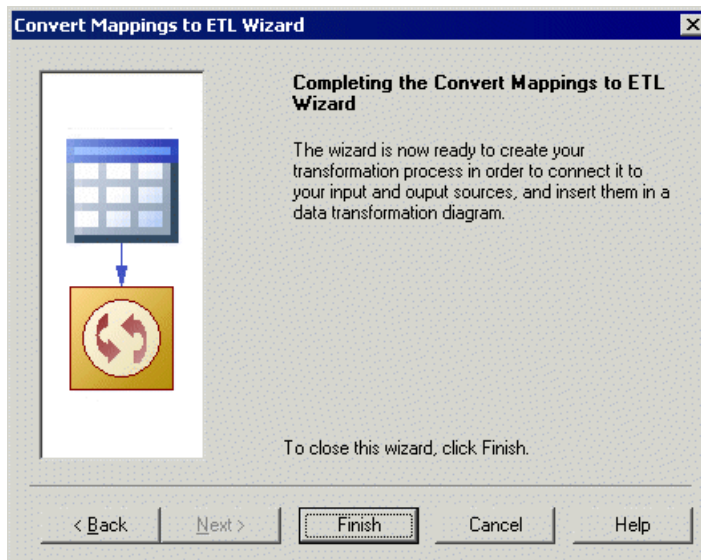 Convert Mappings to ETL Wizard
Completing the Convert Mappings to ETL
Wizard
The wizard is now ready to create your
transformation process in order to connect it to
your input and ouput sources, and insert them in a
data transformation diagram.
To close this wizard, click Finish.
< Back Next > Finish Cancel Help